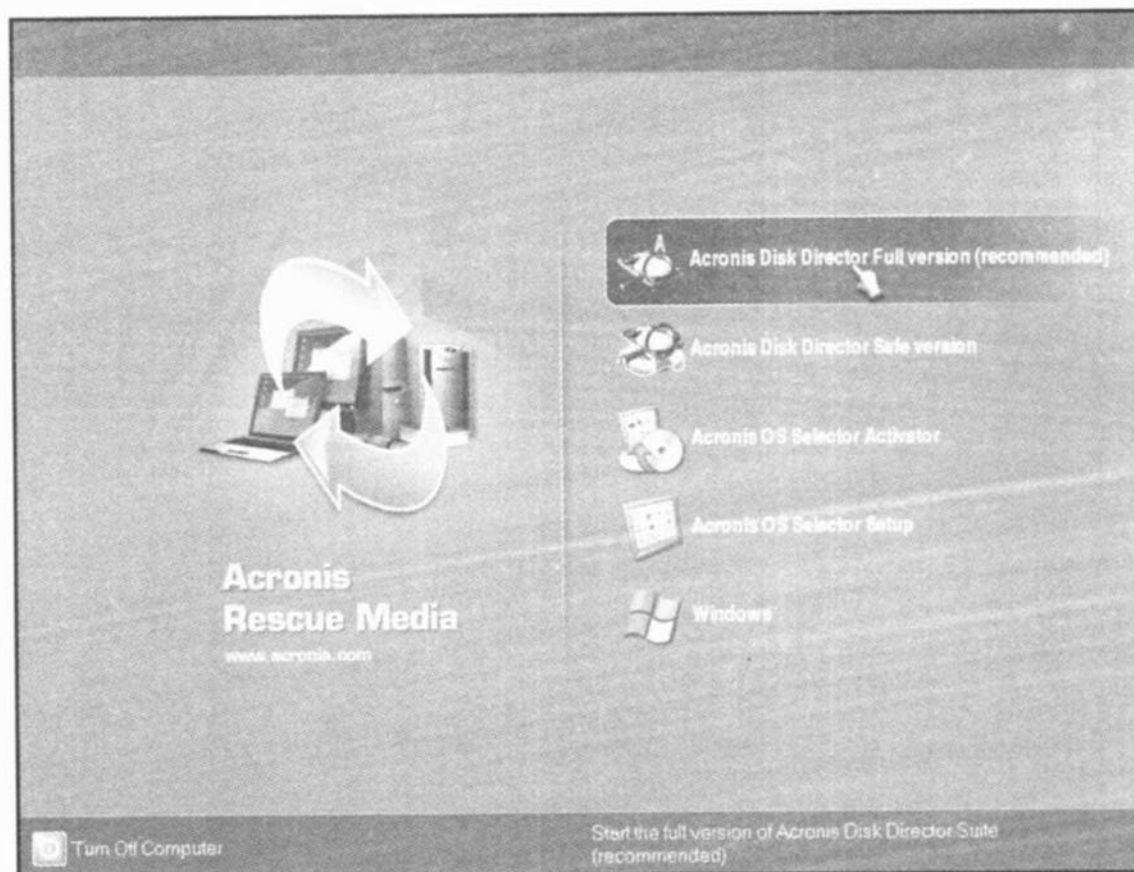 Acronis Disk Director Full version (recommended)
Acronis Disk Director Safe version
Acronis OS Selector Activator
Acronis OS Selector Setup
Windows
Acronis
Rescue Media
www.acronis.com
Turn Off Computer
Start the full version of Acronis Disk Director Suite
(recommended)